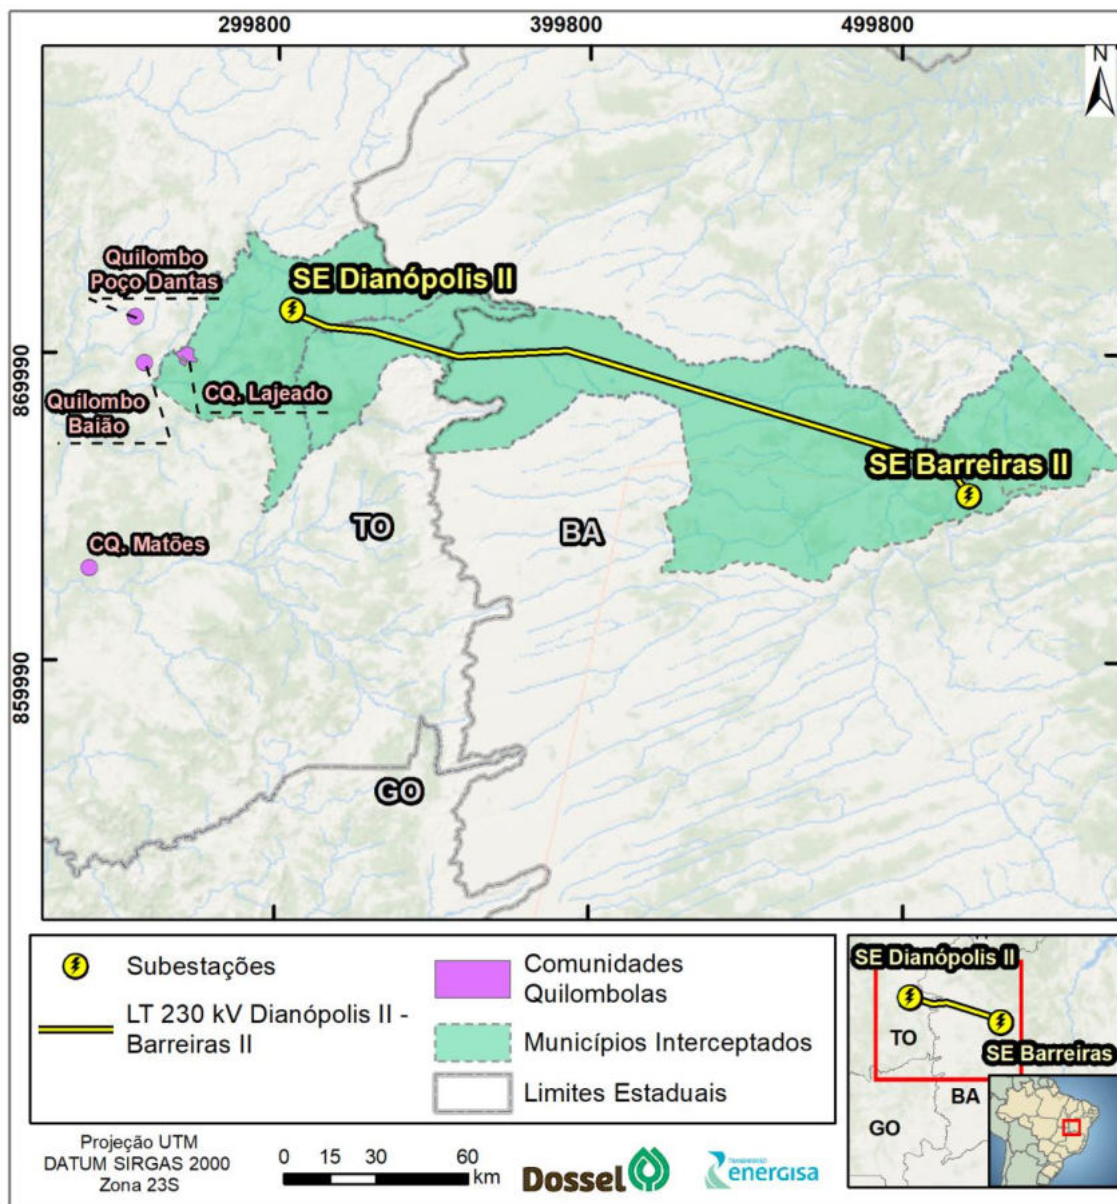 299800 399800 499800
N
Quilombo
Poço Dantas
SE Dianópolis II
869990
Quilombo
Baião
CQ. Lajeado
SE Barreiras II
CQ. Matões
TO
BA
859990
GO
Subestações
LT 230 kV Dianópolis II -
Barreiras II
Comunidades
Quilombolas
Municípios Interceptados
Limites Estaduais
SE Dianópolis II
TO
SE Barreiras
BA
GO
Projeção UTM
DATUM SIRGAS 2000
Zona 23S
0 15 30 60
km
Dossel
TRANSMISSÃO
energisa